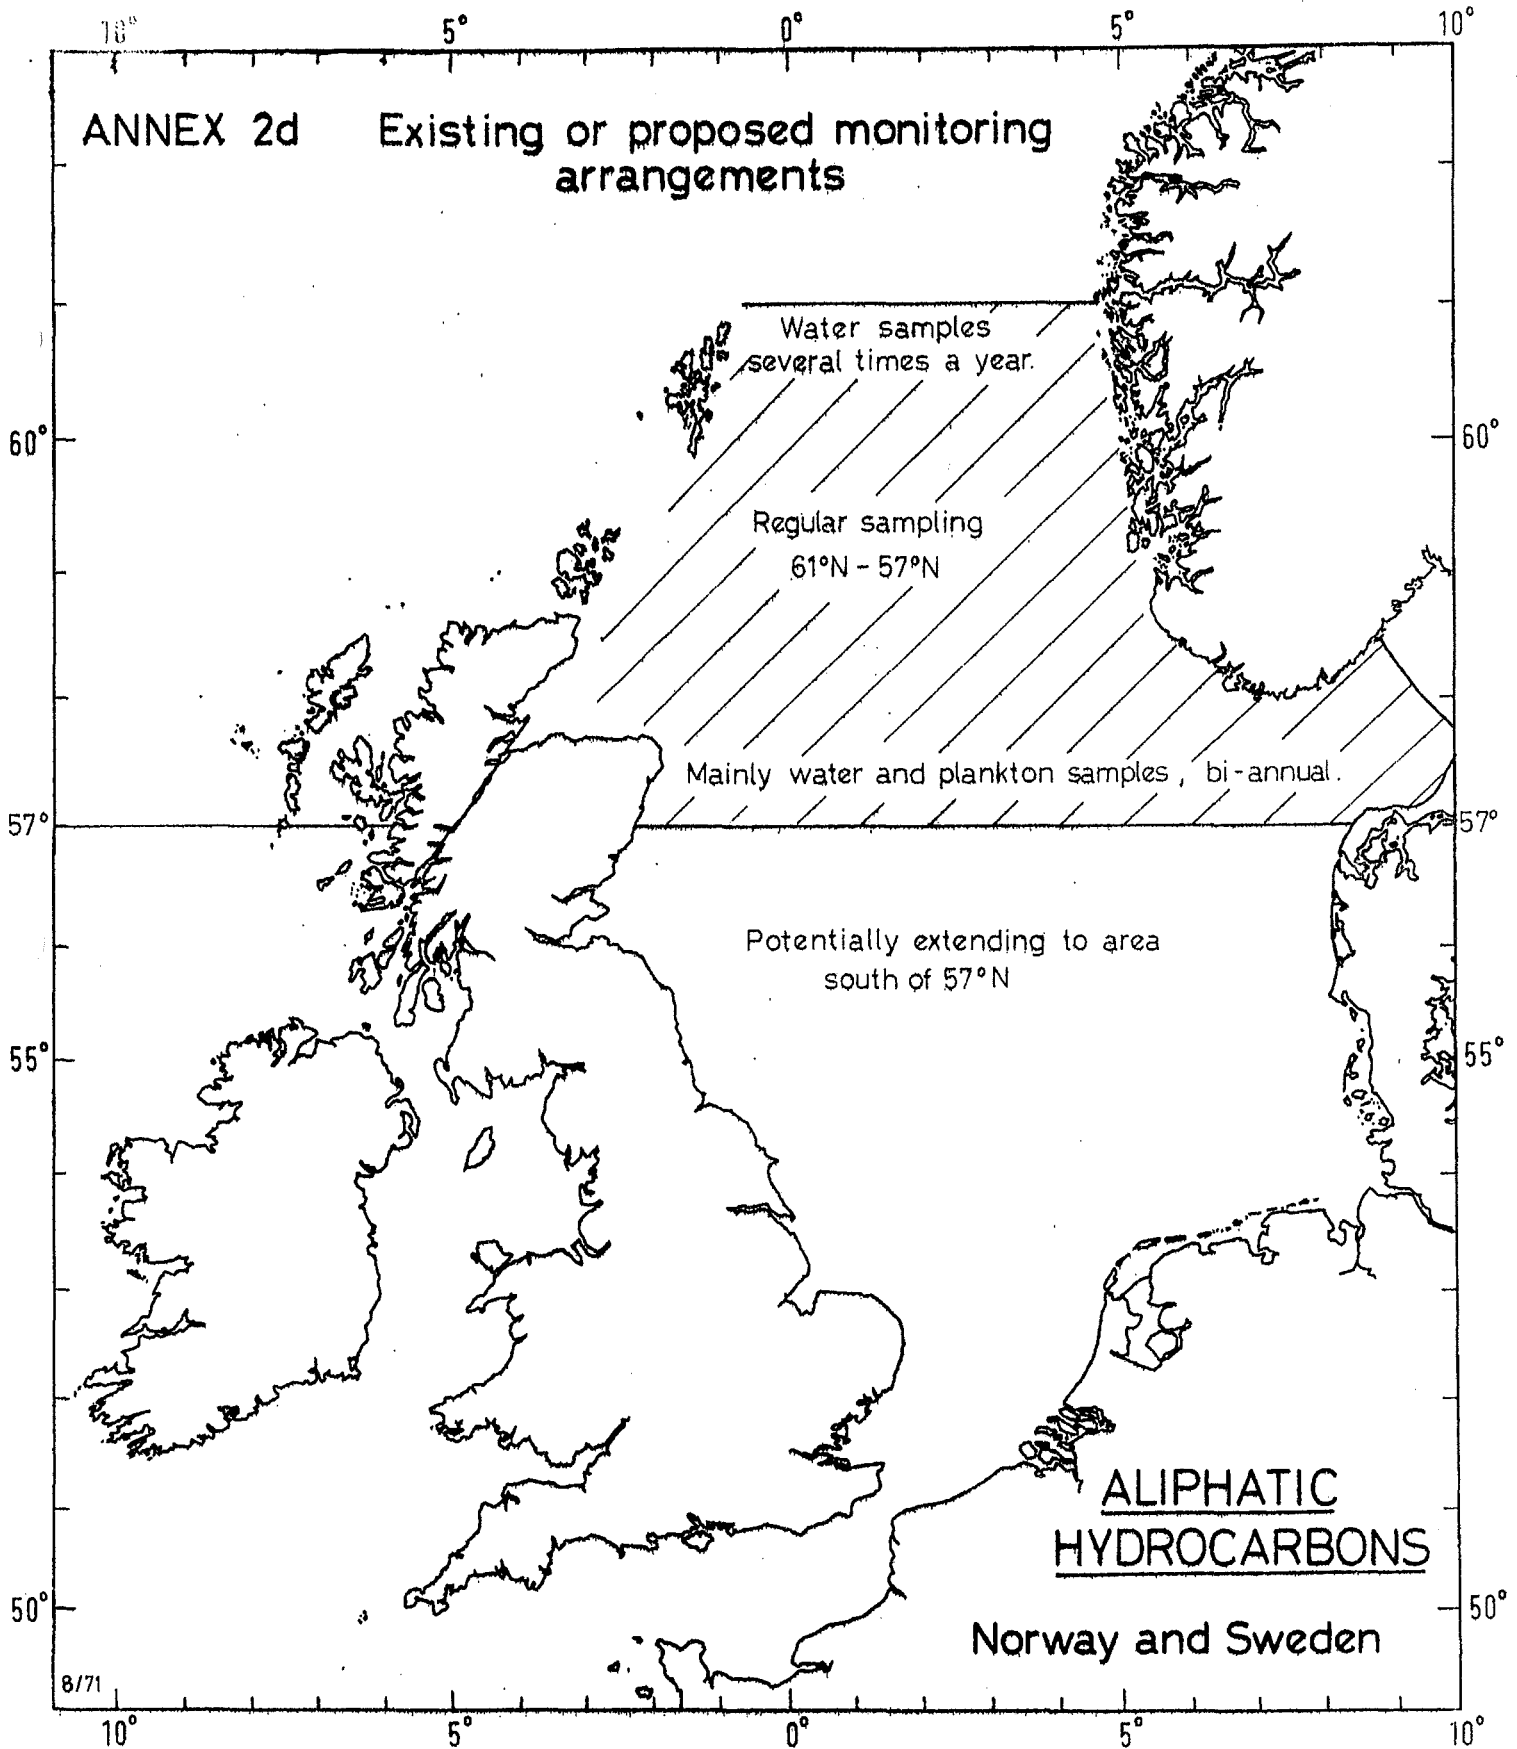 10° 5° 0° 5° 10°
ANNEX 2d Existing or proposed monitoring
arrangements
Water samples
several times a year.
60° 60°
Regular sampling
61°N - 57°N
Mainly water and plankton samples, bi-annual.
57° 57°
Potentially extending to area
south of 57°N
55° 55°
ALIPHATIC
HYDROCARBONS
50° 50°
Norway and Sweden
8/71
10° 5° 0° 5° 10°